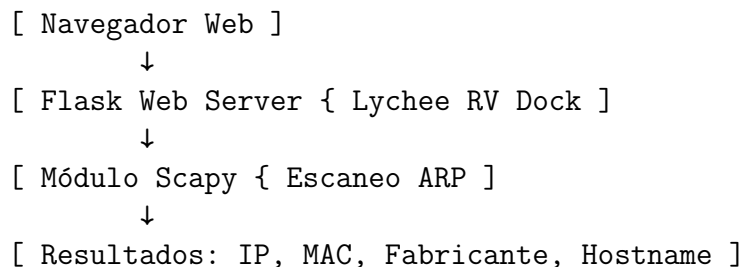 [ Navegador Web ]
↓
[ Flask Web Server { Lychee RV Dock ]
↓
[ Módulo Scapy { Escaneo ARP ]
↓
[ Resultados: IP, MAC, Fabricante, Hostname ]